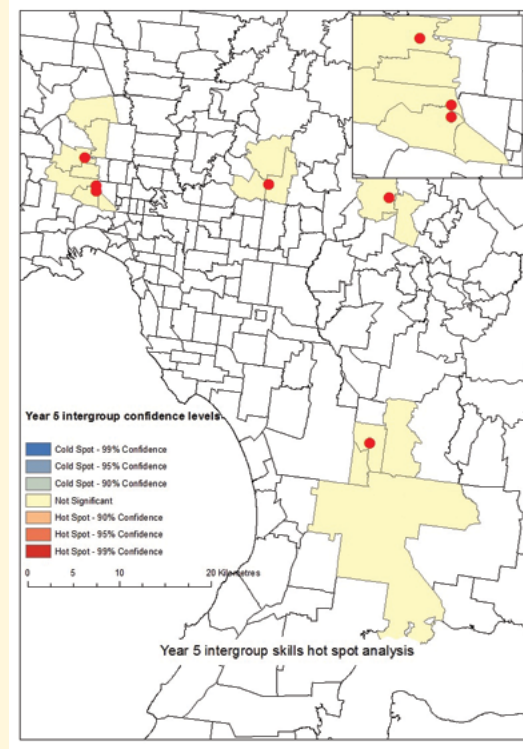 Year 5 intergroup confidence levels
Cold Spot - 99% Confidence
Cold Spot - 95% Confidence
Cold Spot - 90% Confidence
Not Significant
Hot Spot - 90% Confidence
Hot Spot - 95% Confidence
Hot Spot - 99% Confidence
0 5 10 20 Kilometres
Year 5 intergroup skills hot spot analysis